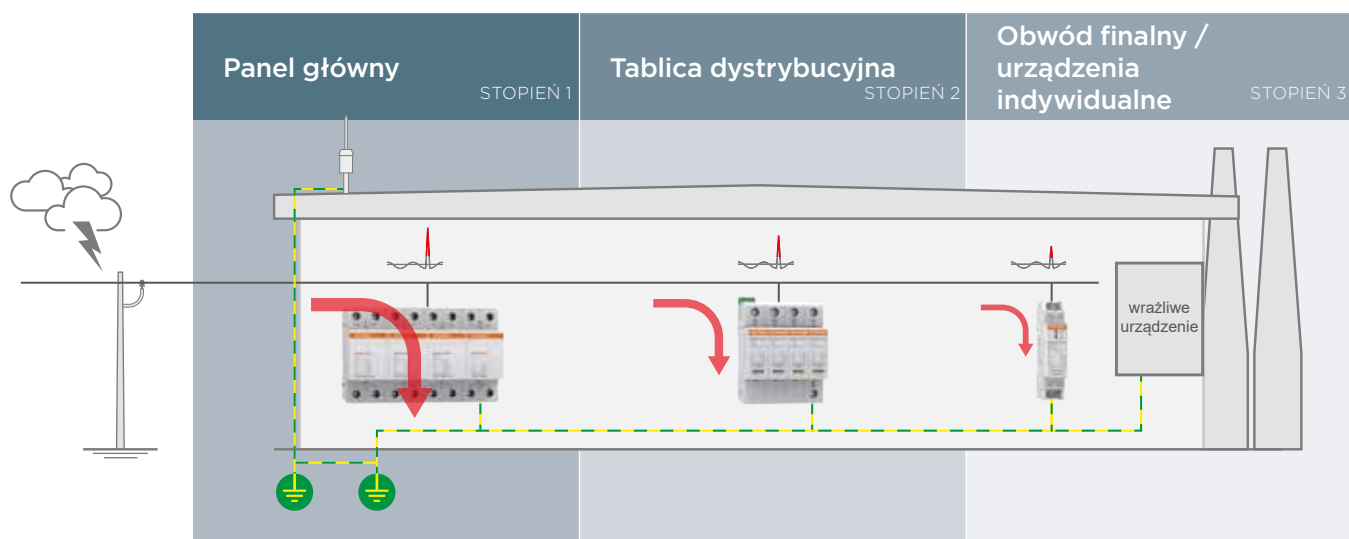 Panel główny
STOPIEŃ 1
Tablica dystrybucyjna
STOPIEŃ 2
Obwód finalny /
urządzenia
indywidualne
STOPIEŃ 3
wrażliwe
urządzenie